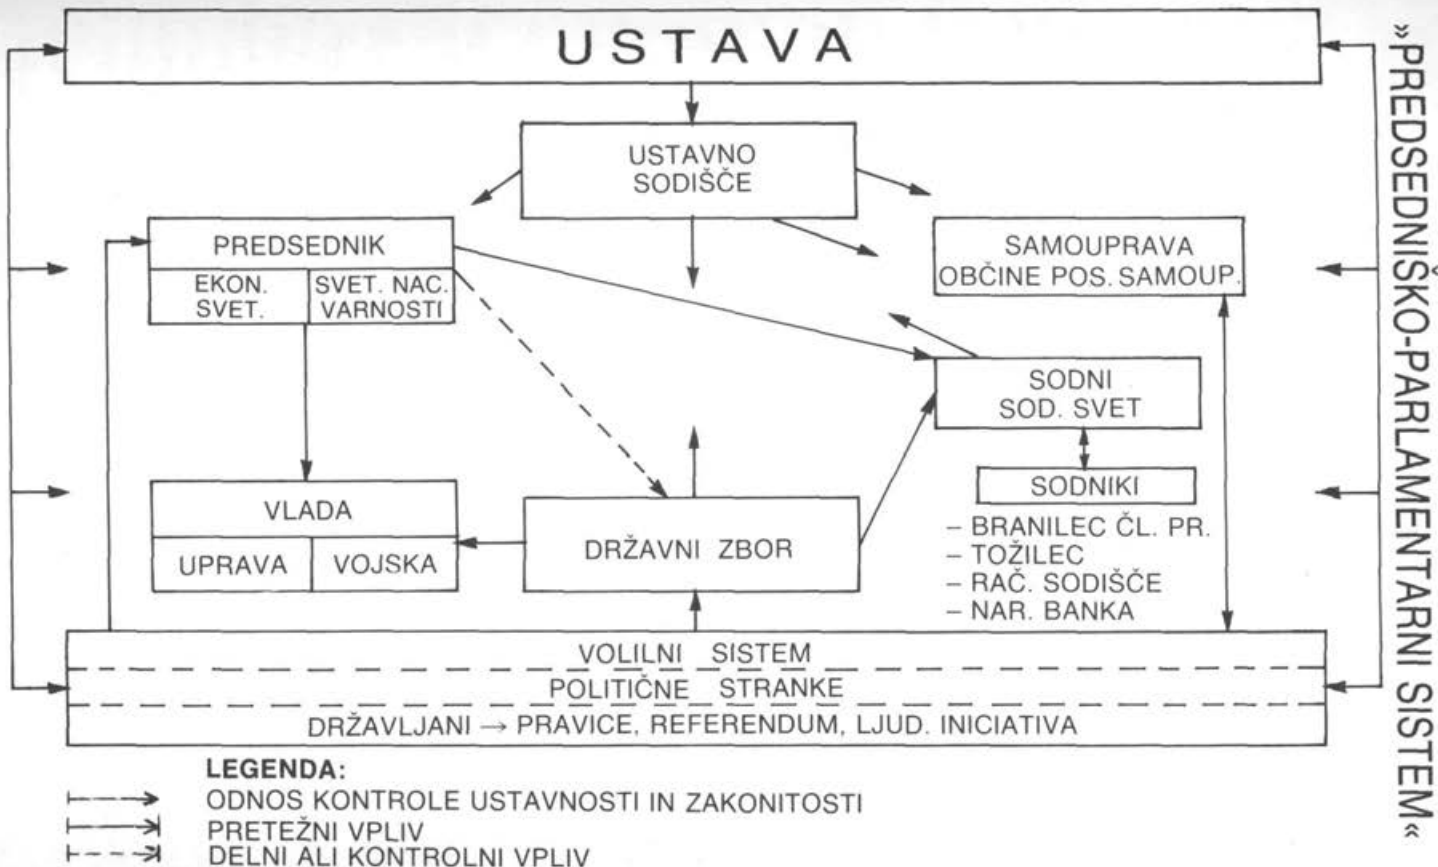 USTAVA
USTAVNO
SODIŠČE
PREDSEDNIK
EKON.
SVET.
SVET. NAC.
VARNOSTI
SAMOUPRAVA
OBČINE POS. SAMOUP.
SODNI
SOD. SVET
SODNIKI
– BRANILEC ČL. PR.
– TOŽILEC
– RAČ. SODIŠČE
– NAR. BANKA
VLADA
UPRAVA
VOJSKA
DRŽAVNI ZBOR
VOLILNI SISTEM
POLITIČNE STRANKE
DRŽAVLJANI → PRAVICE, REFERENDUM, LJUD. INICIATIVA
LEGENDA:
ODNOS KONTROLE USTAVNOSTI IN ZAKONITOSTI
PRETEŽNI VPLIV
DELNI ALI KONTROLNI VPLIV
»PREDSEDNIŠKO-PARLAMENTARNI SISTEM«